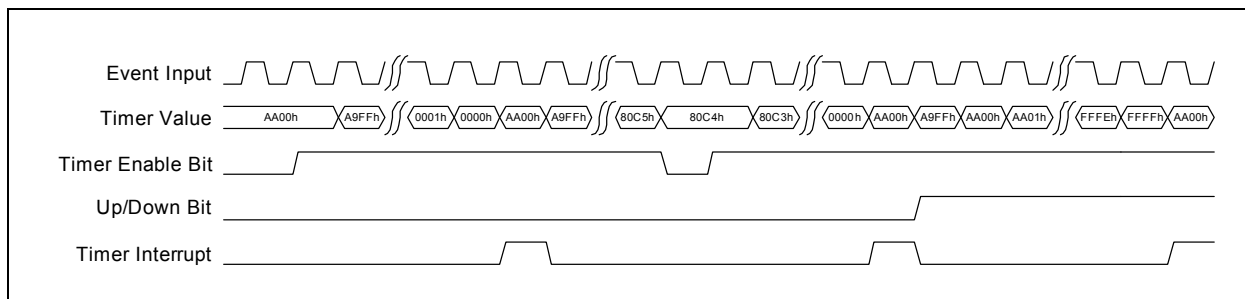 Event Input
Timer Value AA00h A9FFh 0001h 0000h AA00h A9FFh 80C5h 80C4h 80C3h 0000h AA00h A9FFh AA00h AA01h FFFEh FFFFh AA00h
Timer Enable Bit
Up/Down Bit
Timer Interrupt